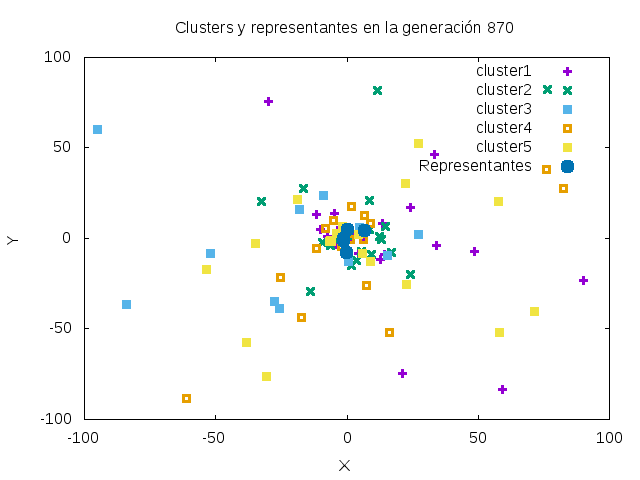 Clusters y representantes en la generación 870
100
cluster1
cluster2
cluster3
cluster4
50
cluster5
Representantes
Y
0
-50
-100
-100 -50 0 50 100
X